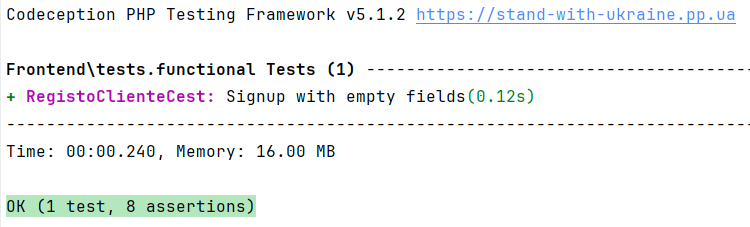 Codeception PHP Testing Framework v5.1.2 https://stand-with-ukraine.pp.ua
Frontend\tests.functional Tests (1) ---------------------------------------
+ RegistoClienteCest: Signup with empty fields(0.12s)
---------------------------------------------------------------------------
Time: 00:00.240, Memory: 16.00 MB
OK (1 test, 8 assertions)